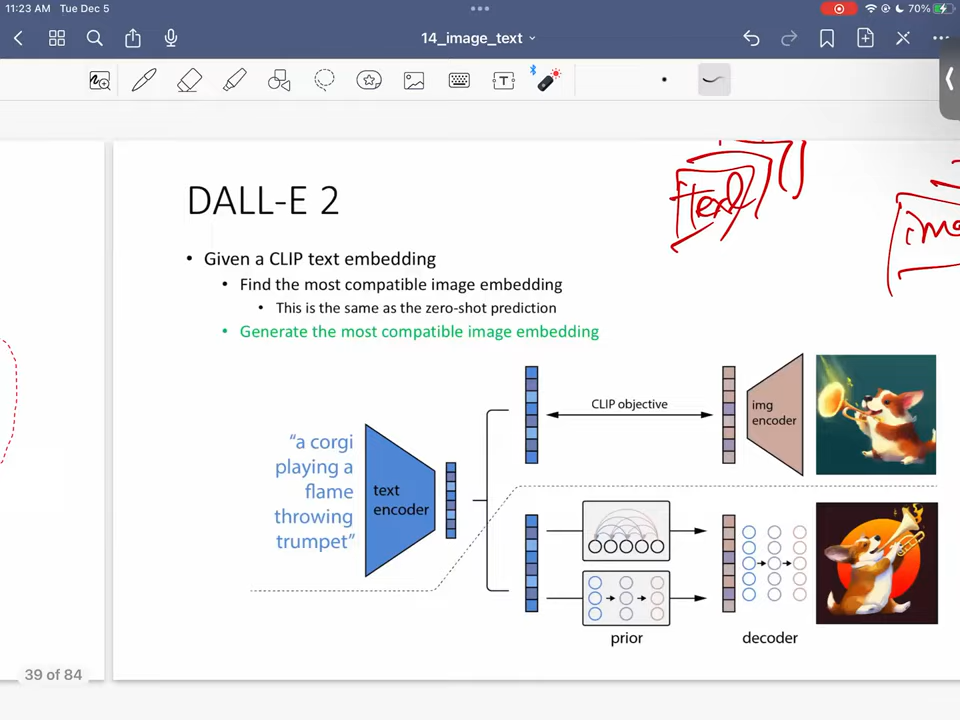 11:23 AM Tue Dec 5
70%
14_image_text
T
DALL-E 2
text
• Given a CLIP text embedding
• Find the most compatible image embedding
• This is the same as the zero-shot prediction
• Generate the most compatible image embedding
CLIP objective
img
encoder
"a corgi
playing a
flame
throwing
trumpet"
text
encoder
prior
decoder
39 of 84